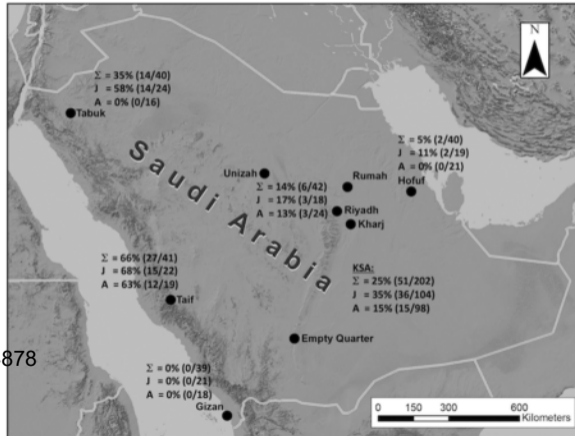 N
Σ = 35% (14/40)
J = 58% (14/24)
A = 0% (0/16)
Tabuk
Saudi Arabia
Unizah
Σ = 14% (6/42)
J = 17% (3/18)
A = 13% (3/24)
Rumah
Riyadh
Kharj
Σ = 5% (2/40)
J = 11% (2/19)
A = 0% (0/21)
Hofuf
KSA:
Σ = 25% (51/202)
J = 35% (36/104)
A = 15% (15/98)
Σ = 66% (27/41)
J = 68% (15/22)
A = 63% (12/19)
Taif
Empty Quarter
878
Σ = 0% (0/39)
J = 0% (0/21)
A = 0% (0/18)
Gizan
0 150 300 600
Kilometers